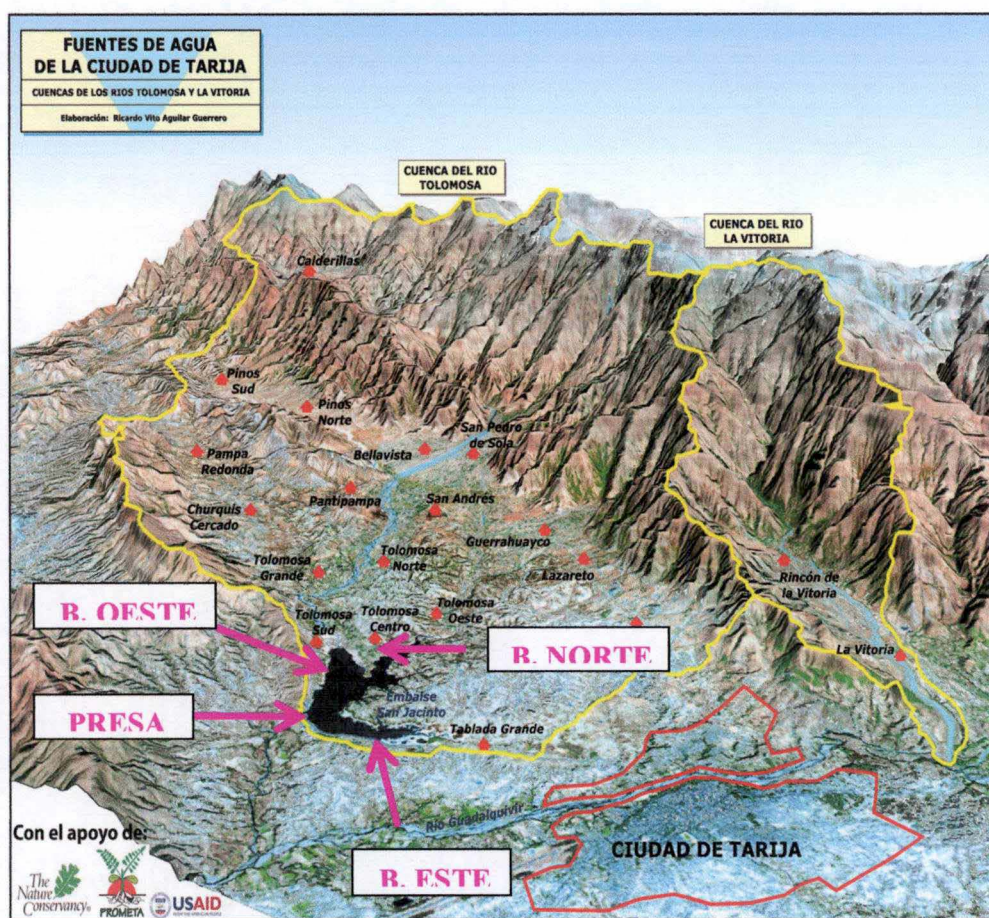 FUENTES DE AGUA
DE LA CIUDAD DE TARIJA
CUENCAS DE LOS RIOS TOLOMOSA Y LA VITORIA
Elaboración: Ricardo Vito Aguilar Guerrero
CUENCA DEL RIO
TOLOMOSA
CUENCA DEL RIO
LA VITORIA
Calderillas
Pinos
Sud
Pinos
Norte
San Pedro
de Sola
Bellavista
Pampa
Redonda
Pantipampa
San Andrés
Churquis
Cercado
Guerrahuayco
Tolomosa
Grande
Tolomosa
Norte
Lazareto
Rincón de
la Vitoria
B. OESTE
Tolomosa
Sud
Tolomosa
Centro
Tolomosa
Oeste
B. NORTE
La Vitoria
PRESA
Embalse
San Jacinto
Tablada Grande
Río Guadalquivir
Con el apoyo de:
CIUDAD DE TARIJA
B. ESTE
The
Nature
Conservancy
PROMETA
USAID